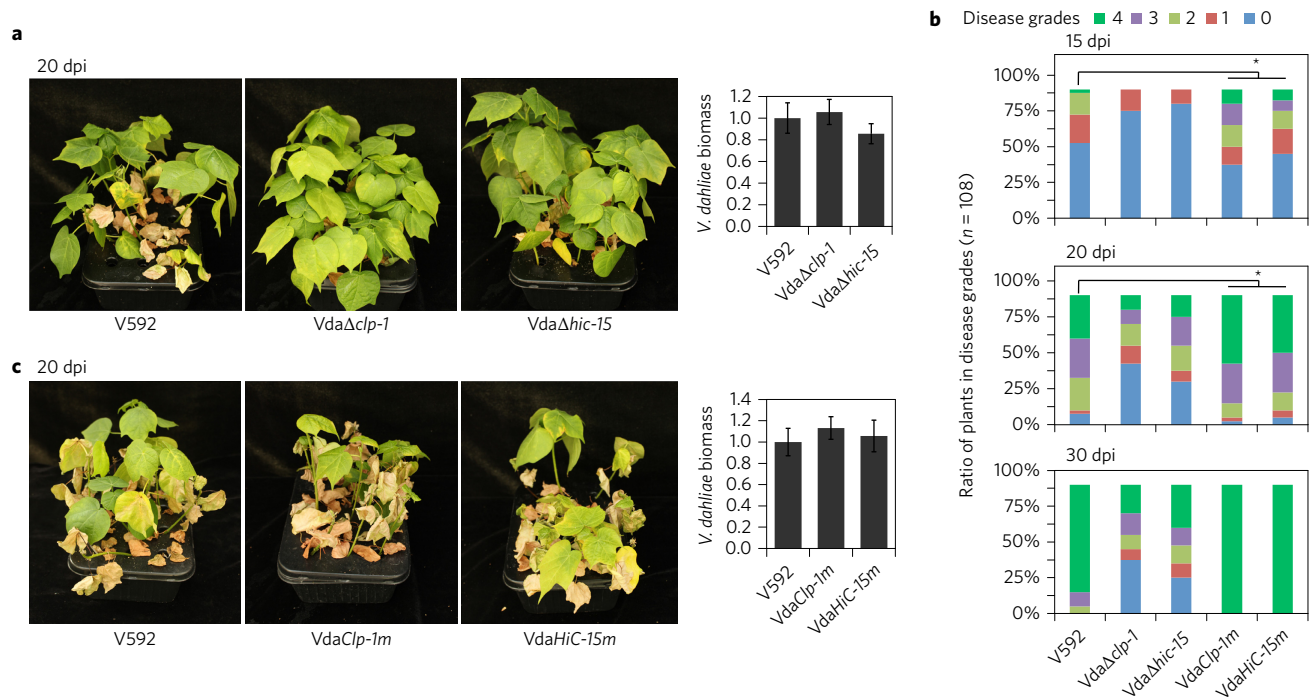 a
20 dpi
V592
VdaΔclp-1
VdaΔhic-15
V. dahliae biomass
1.2
1.0
0.8
0.6
0.4
0.2
0.0
V592
VdaΔclp-1
VdaΔhic-15
c
20 dpi
V592
VdaClp-1m
VdaHiC-15m
V. dahliae biomass
1.4
1.2
1.0
0.8
0.6
0.4
0.2
0.0
V592
VdaClp-1m
VdaHiC-15m
b
Disease grades 4 3 2 1 0
Ratio of plants in disease grades (n = 108)
15 dpi
100%
75%
50%
25%
0%
*
20 dpi
100%
75%
50%
25%
0%
*
30 dpi
100%
75%
50%
25%
0%
V592
VdaΔclp-1
VdaΔhic-15
VdaClp-1m
VdaHiC-15m